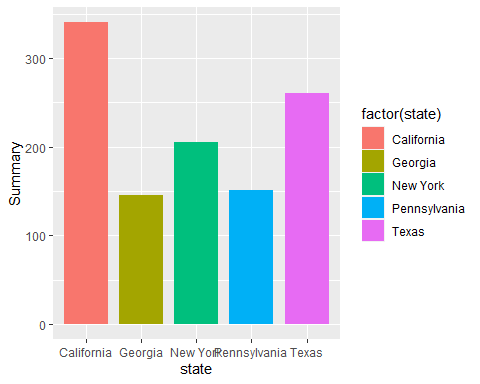 300
200
100
0
Summary
California Georgia New York Pennsylvania Texas
state
factor(state)
California
Georgia
New York
Pennsylvania
Texas